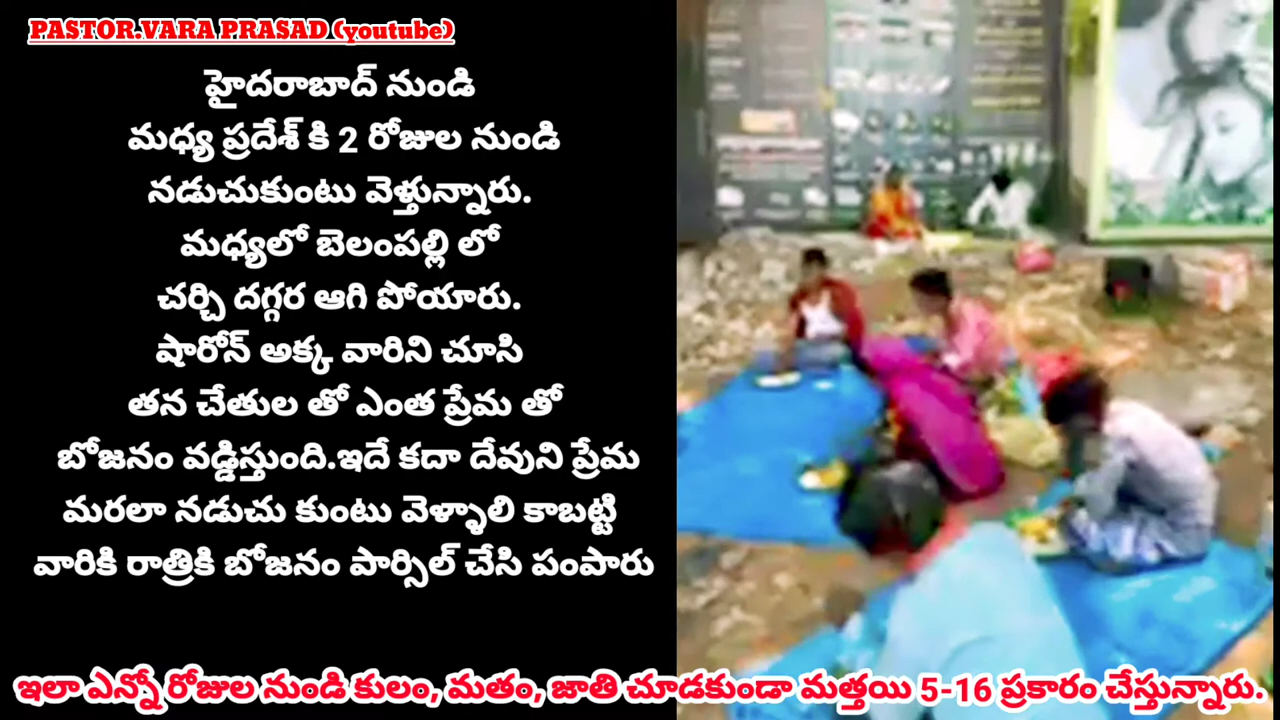 PASTOR.VARA PRASAD (youtube)
హైదరాబాద్ నుండి
మధ్య ప్రదేశ్ కి 2 రోజుల నుండి
నడుచుకుంటు వెళ్తున్నారు.
మధ్యలో బెలంపల్లి లో
చర్చి దగ్గర ఆగి పోయారు.
షారోన్ అక్క వారిని చూసి
తన చేతుల తో ఎంత ప్రేమ తో
బోజనం వడ్డిస్తుంది.ఇదే కదా దేవుని ప్రేమ
మరలా నడుచు కుంటు వెళ్ళాలి కాబట్టి
వారికి రాత్రికి బోజనం పార్సిల్ చేసి పంపారు
ఇలా ఎన్నో రోజుల నుండి కులం, మతం, జాతి చూడకుండా మత్తయి 5-16 ప్రకారం చేస్తున్నారు.